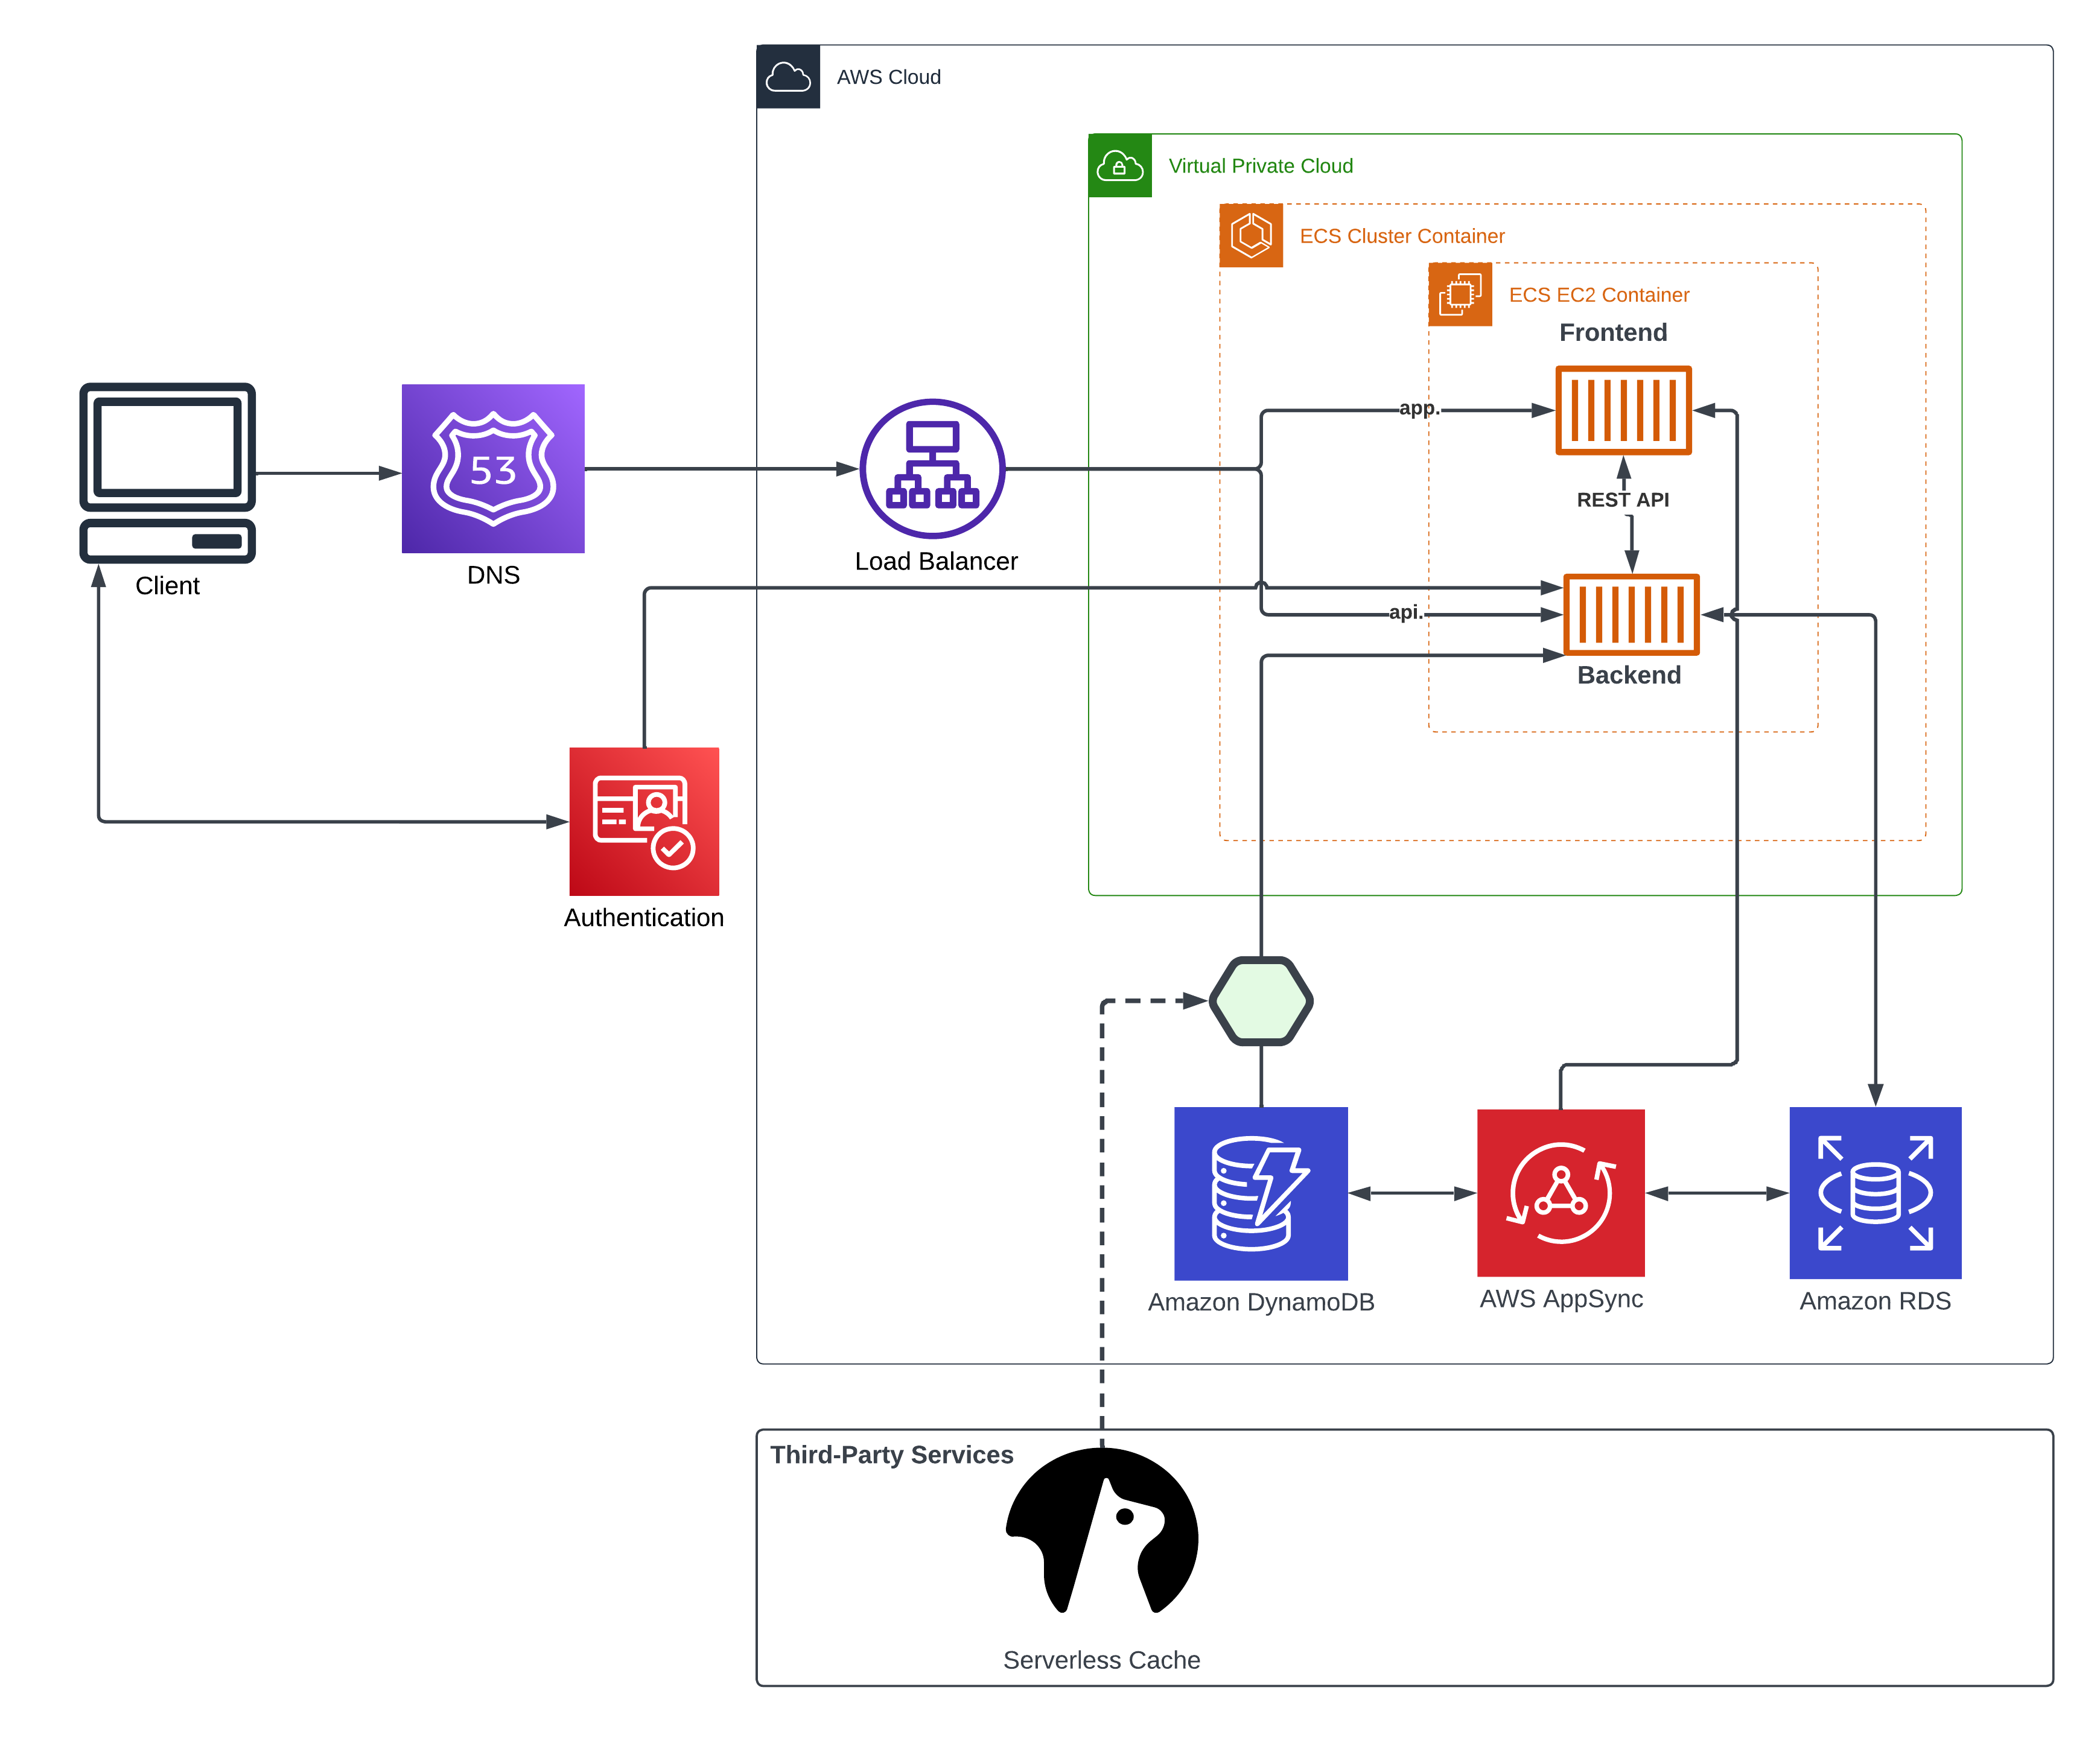 AWS Cloud
Virtual Private Cloud
ECS Cluster Container
ECS EC2 Container
Frontend
app.
53
REST API
Load Balancer
DNS
Client
api.
Backend
Authentication
Amazon DynamoDB
AWS AppSync
Amazon RDS
Third-Party Services
Serverless Cache